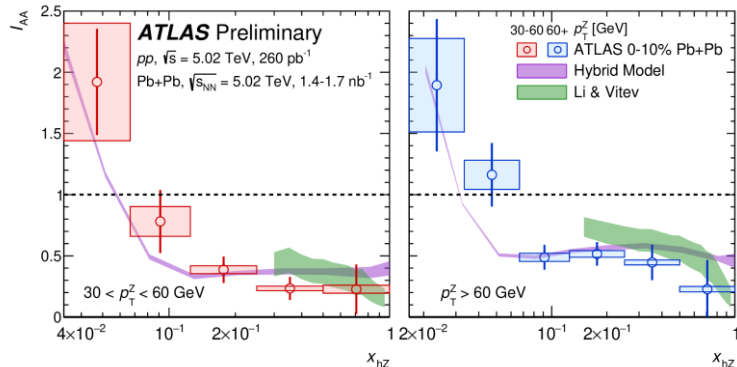 I_AA
ATLAS Preliminary
pp, √s = 5.02 TeV, 260 pb⁻¹
Pb+Pb, √s_NN = 5.02 TeV, 1.4-1.7 nb⁻¹
30-60 60+ p_T^Z [GeV]
ATLAS 0-10% Pb+Pb
Hybrid Model
Li & Vitev
2.5
2
1.5
1
0.5
0
30 < p_T^Z < 60 GeV
p_T^Z > 60 GeV
4×10⁻² 10⁻¹ 2×10⁻¹ 1
2×10⁻² 10⁻¹ 2×10⁻¹ 1
x_hZ
x_hZ